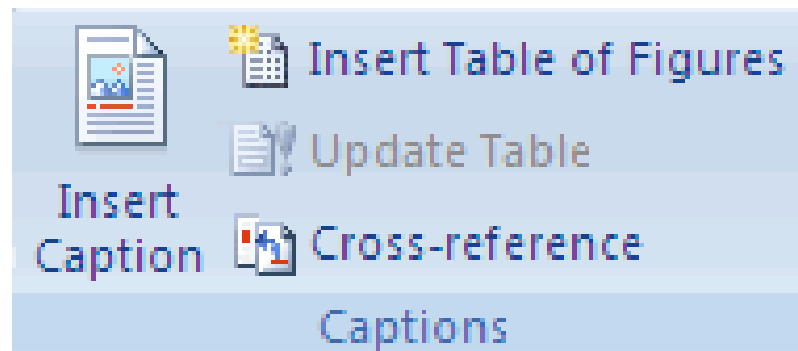 Insert
Caption
Insert Table of Figures
Update Table
Cross-reference
Captions